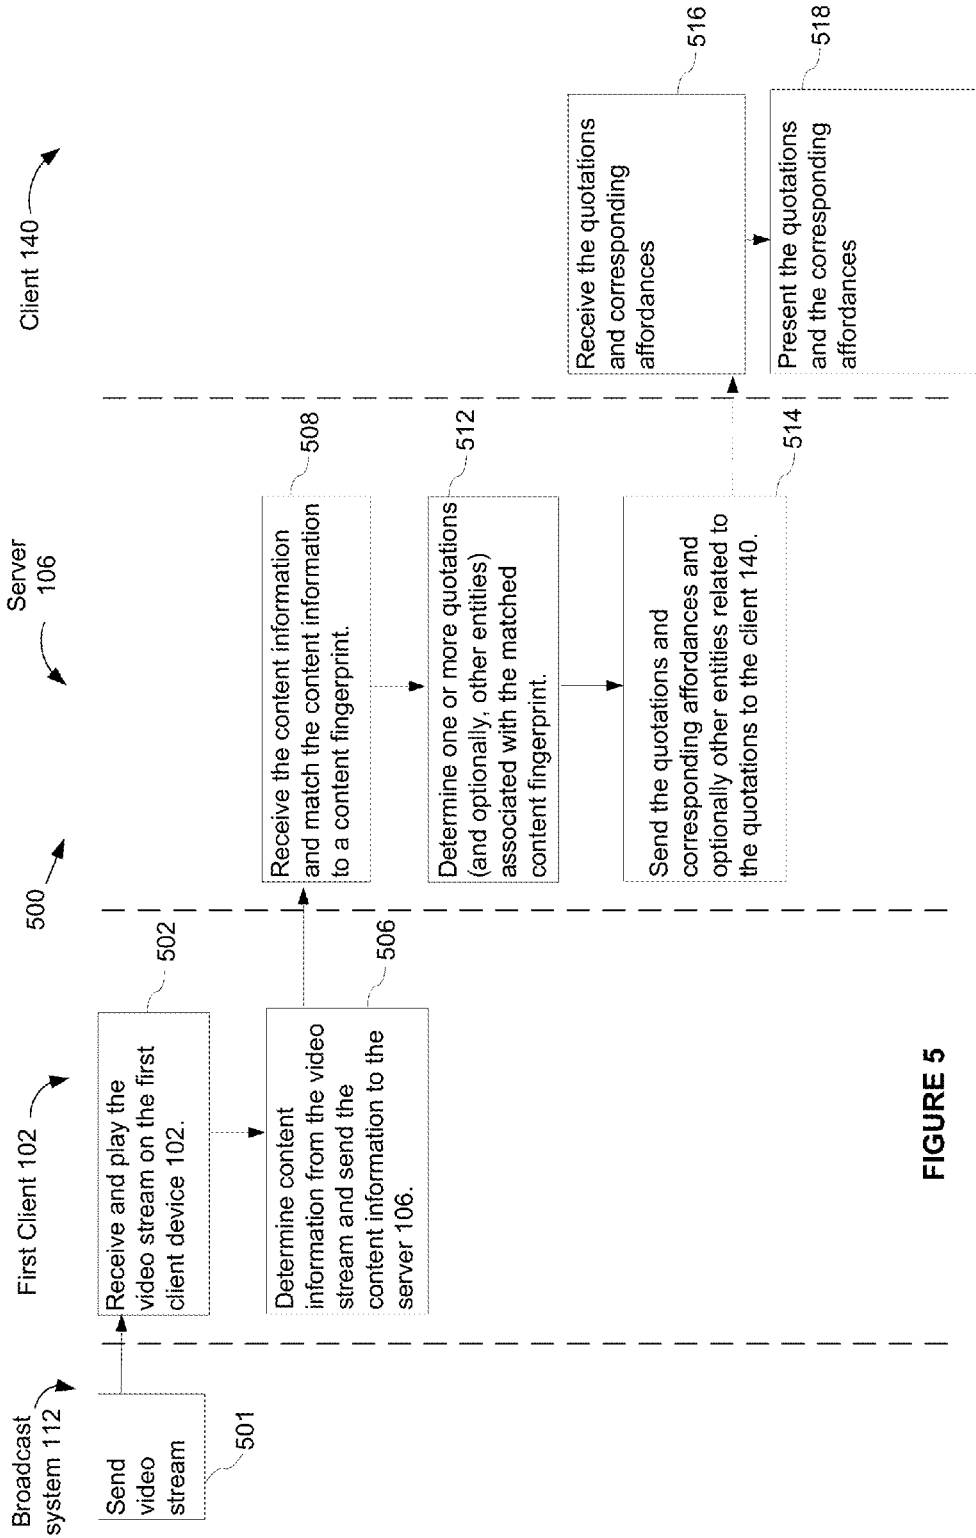 Broadcast
system 112
First Client 102
500
Server
106
Client 140
Send
video
stream
501
Receive and play the
video stream on the first
client device 102.
502
Determine content
information from the video
stream and send the
content information to the
server 106.
506
Receive the content information
and match the content information
to a content fingerprint.
508
Determine one or more quotations
(and optionally, other entities)
associated with the matched
content fingerprint.
512
Send the quotations and
corresponding affordances and
optionally other entities related to
the quotations to the client 140.
514
Receive the quotations
and corresponding
affordances
516
Present the quotations
and the corresponding
affordances
518
FIGURE 5